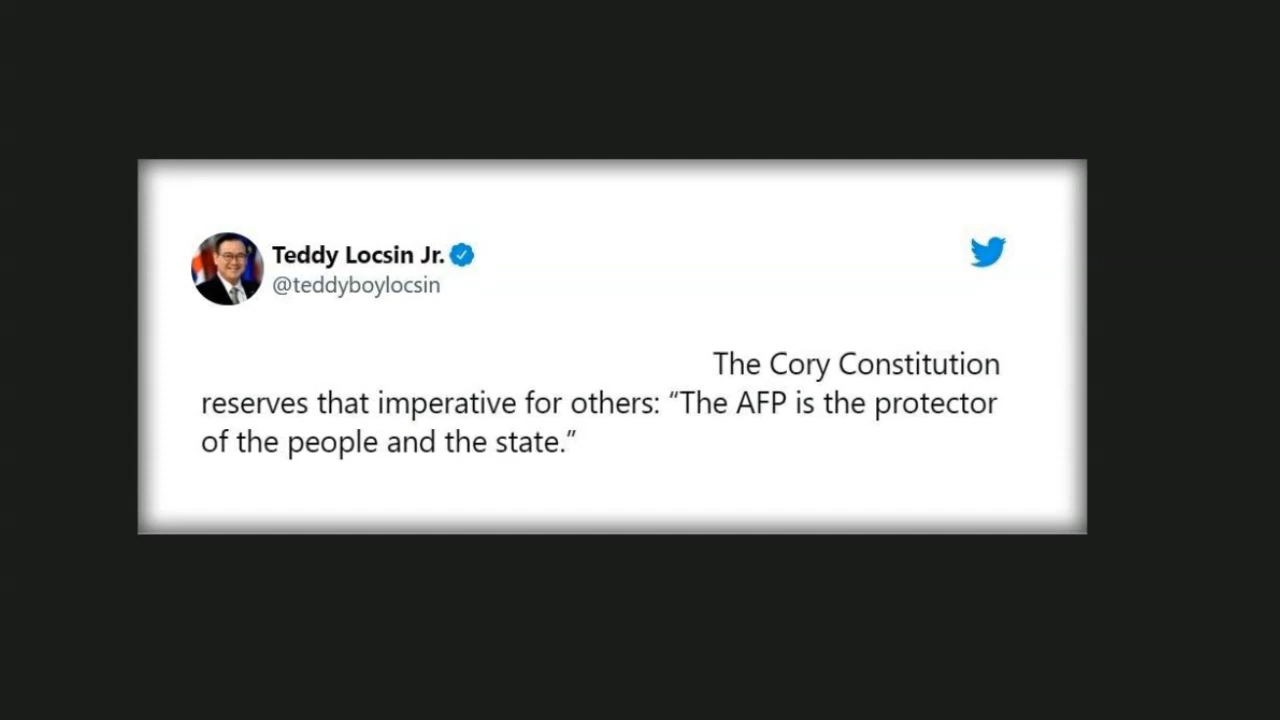 Teddy Locsin Jr.
@teddyboylocsin
The Cory Constitution
reserves that imperative for others: “The AFP is the protector
of the people and the state.”